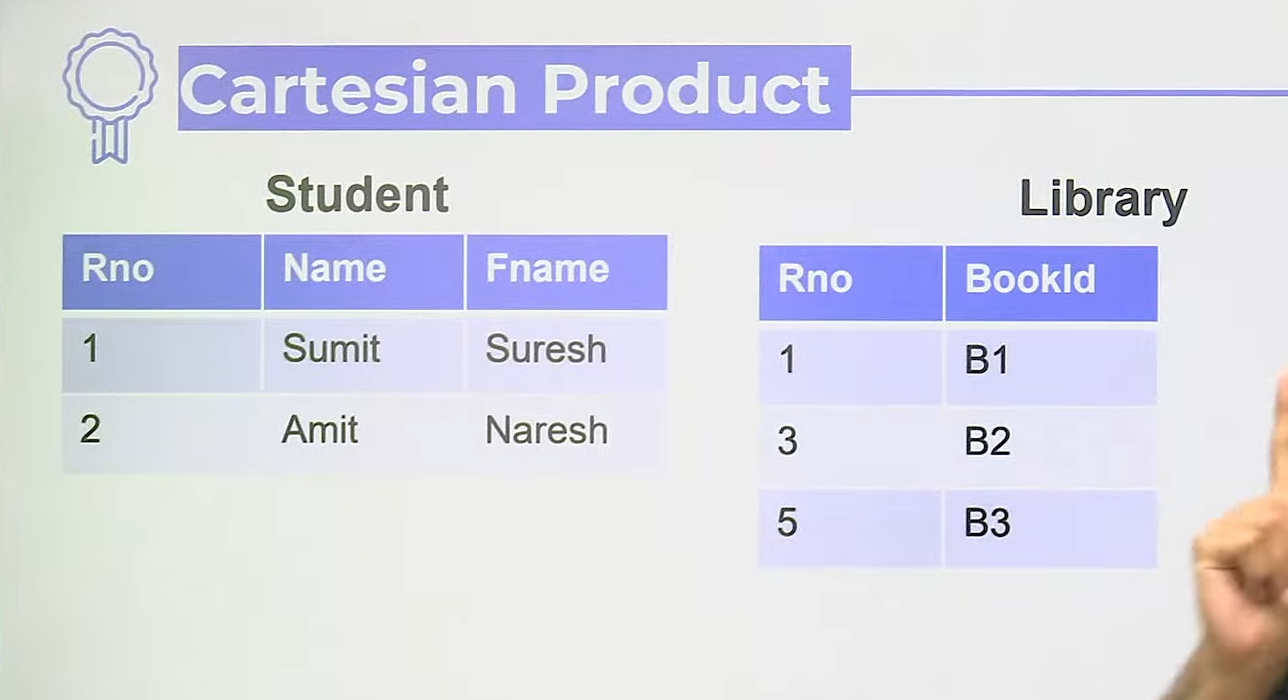 Cartesian Product
Student
Rno Name Fname
1 Sumit Suresh
2 Amit Naresh
Library
Rno BookId
1 B1
3 B2
5 B3